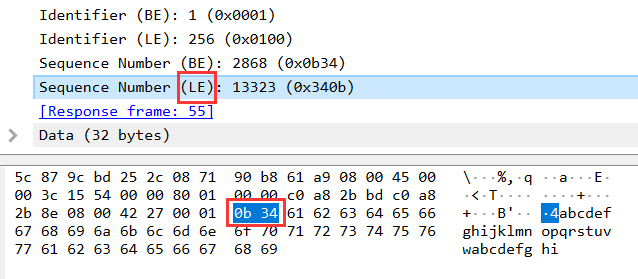 Identifier (BE): 1 (0x0001)
Identifier (LE): 256 (0x0100)
Sequence Number (BE): 2868 (0x0b34)
Sequence Number (LE): 13323 (0x340b)
[Response frame: 55]
Data (32 bytes)
5c 87 9c bd 25 2c 08 71 90 b8 61 a9 08 00 45 00 \···%,·q ··a···E·
00 3c 15 54 00 00 80 01 00 00 c0 a8 2b bd c0 a8 ·<·T···· ····+···
2b 8e 08 00 42 27 00 01 0b 34 61 62 63 64 65 66 +···B'·· ·4abcdef
67 68 69 6a 6b 6c 6d 6e 6f 70 71 72 73 74 75 76 ghijklmn opqrstuv
77 61 62 63 64 65 66 67 68 69 wabcdefg hi